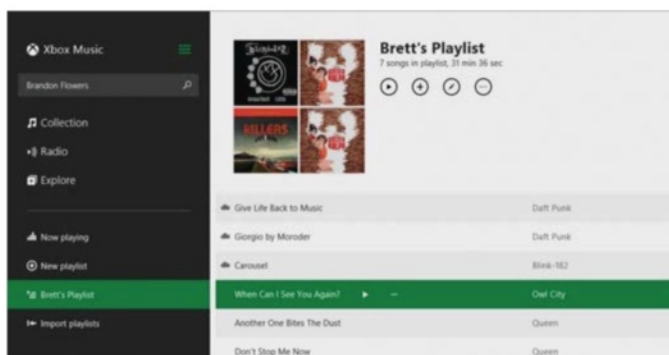 Xbox Music
Brandon Flowers
Collection
Radio
Explore
Now playing
New playlist
Brett's Playlist
Import playlists
Brett's Playlist
7 songs in playlist, 31 min 36 sec
KILLERS
Give Life Back to Music Daft Punk
Giorgio by Moroder Daft Punk
Carousel Blink-182
When Can I See You Again? Owl City
Another One Bites The Dust Queen
Don't Stop Me Now Queen